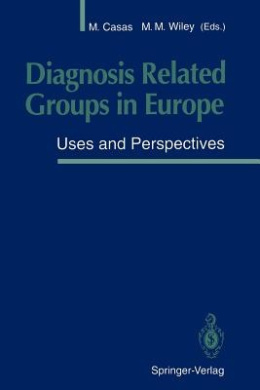 M. Casas M. M. Wiley (Eds.)
Diagnosis Related
Groups in Europe
Uses and Perspectives
Springer-Verlag